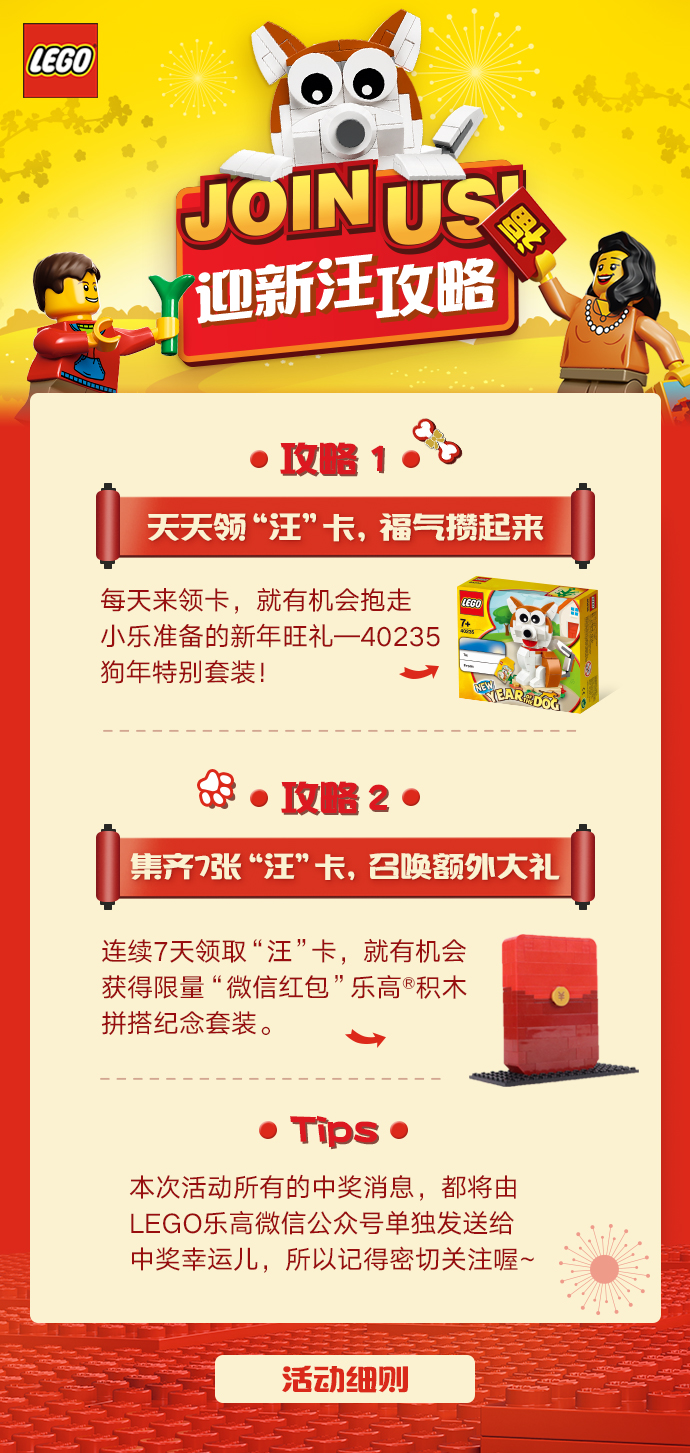 LEGO
JOIN US!
福
迎新汪攻略
攻略 1
天天领“汪”卡，福气攒起来
每天来领卡，就有机会抱走
小乐准备的新年旺礼—40235
狗年特别套装！
LEGO
7+
40235
NEW
YEAR OF THE DOG
攻略 2
集齐7张“汪”卡，召唤额外大礼
连续7天领取“汪”卡，就有机会
获得限量“微信红包”乐高®积木
拼搭纪念套装。
Tips
本次活动所有的中奖消息，都将由
LEGO乐高微信公众号单独发送给
中奖幸运儿，所以记得密切关注喔~
活动细则